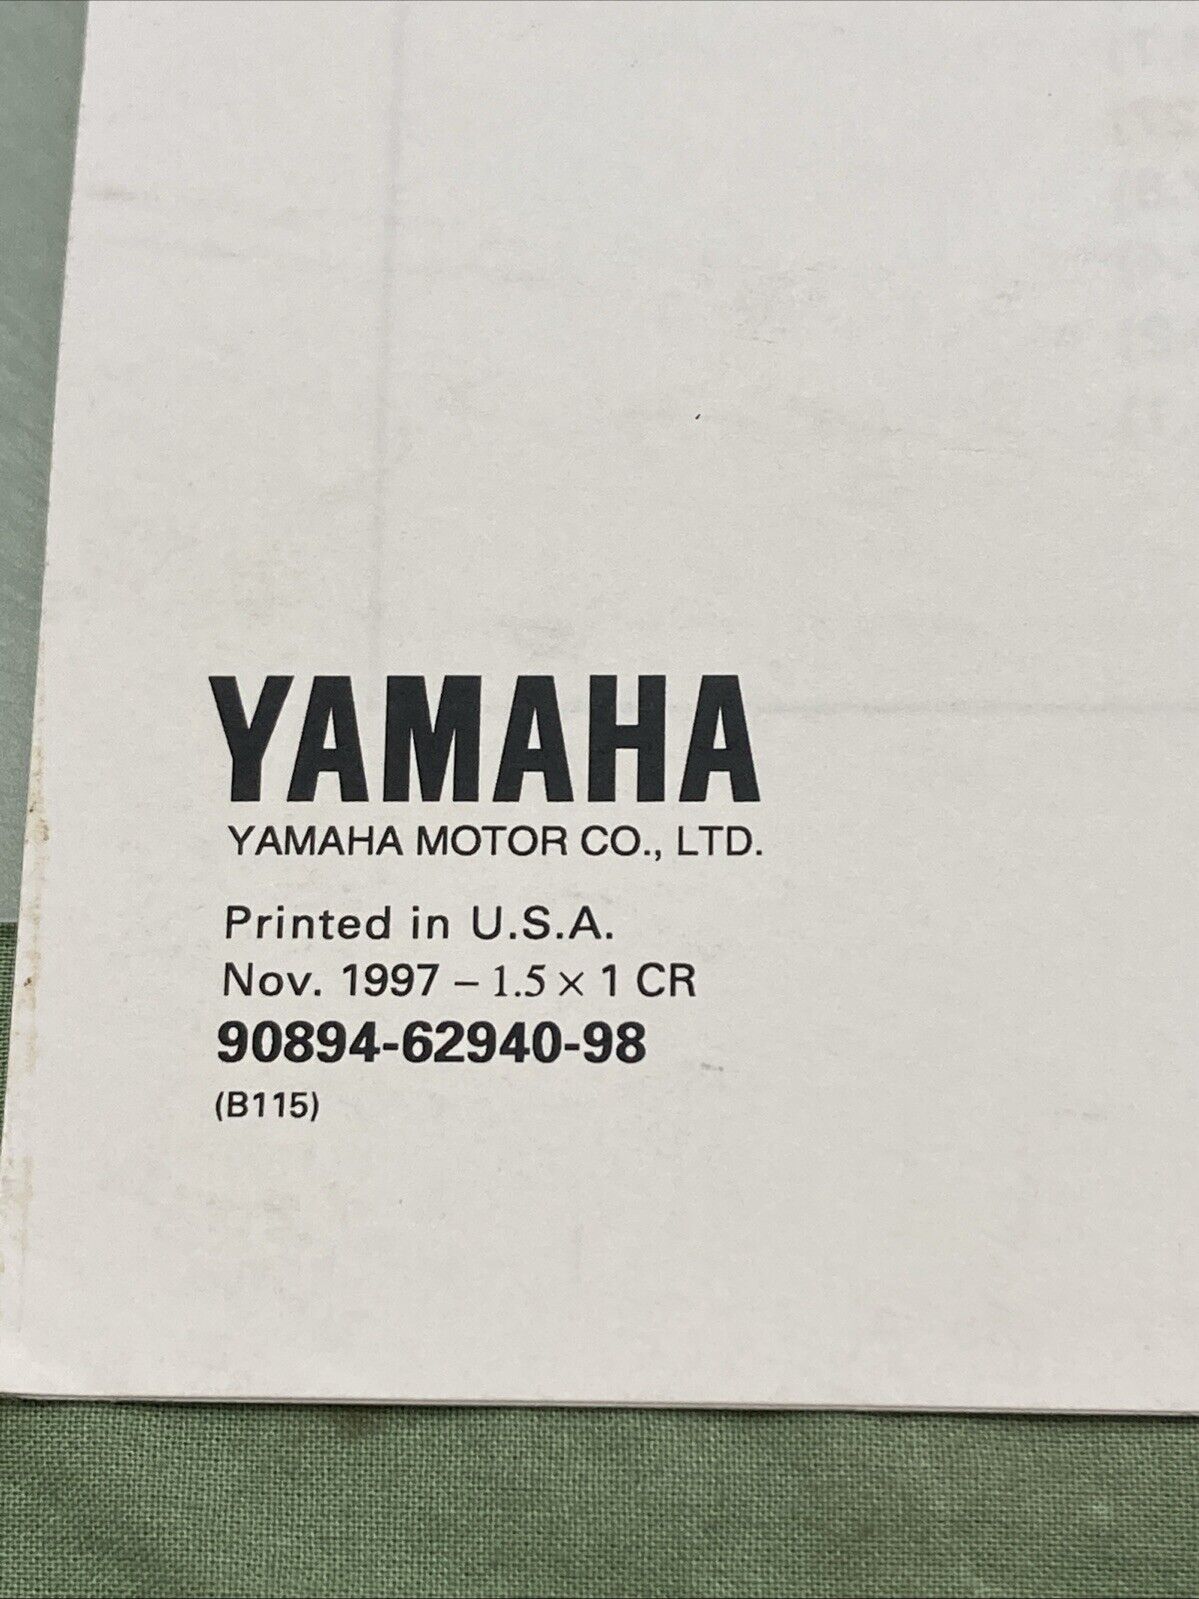 YAMAHA
YAMAHA MOTOR CO., LTD.
Printed in U.S.A.
Nov. 1997 – 1.5 × 1 CR
90894-62940-98
(B115)